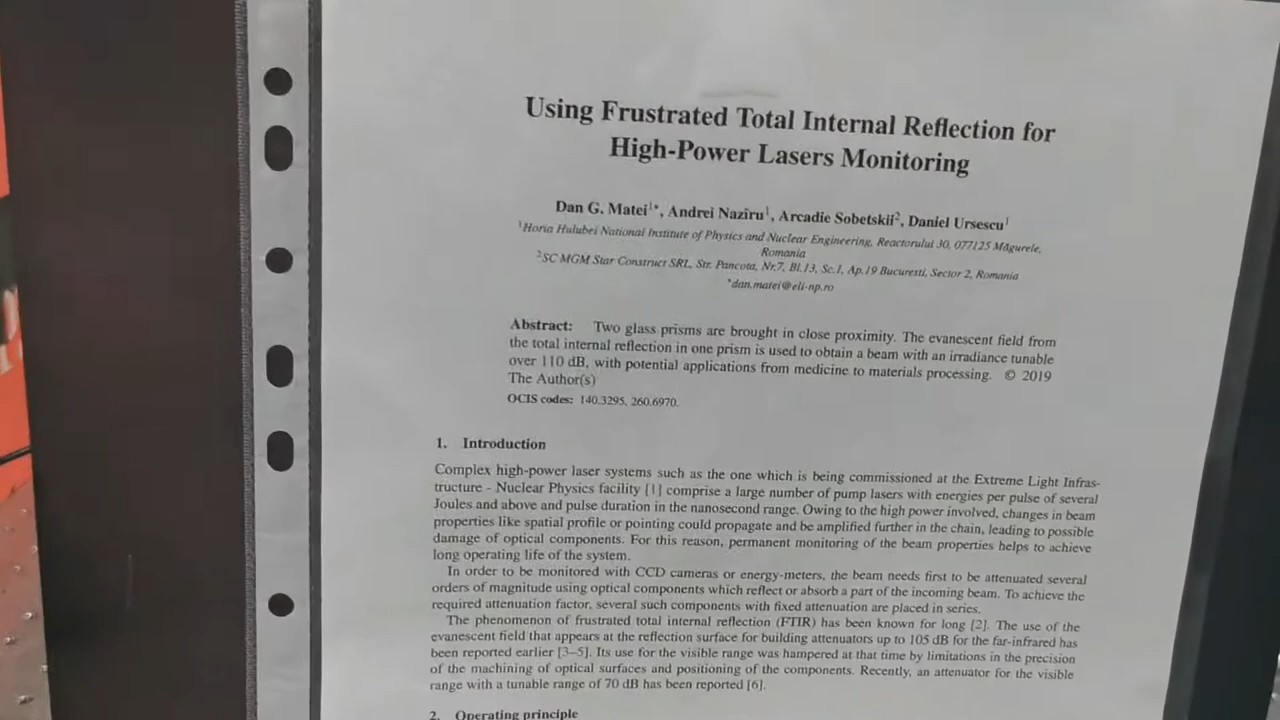 Using Frustrated Total Internal Reflection for
High-Power Lasers Monitoring
Dan G. Matei¹*, Andrei Nazîru¹, Arcadie Sobetskii², Daniel Ursescu¹
¹Horia Hulubei National Institute of Physics and Nuclear Engineering, Reactorului 30, 077125 Măgurele,
Romania
²SC MGM Star Construct SRL, Str. Pancota, Nr.7, Bl.13, Sc.1, Ap.19 Bucuresti, Sector 2, Romania
*dan.matei@eli-np.ro
Abstract: Two glass prisms are brought in close proximity. The evanescent field from
the total internal reflection in one prism is used to obtain a beam with an irradiance tunable
over 110 dB, with potential applications from medicine to materials processing. © 2019
The Author(s)
OCIS codes: 140.3295, 260.6970.
1. Introduction
Complex high-power laser systems such as the one which is being commissioned at the Extreme Light Infras-
tructure - Nuclear Physics facility [1] comprise a large number of pump lasers with energies per pulse of several
Joules and above and pulse duration in the nanosecond range. Owing to the high power involved, changes in beam
properties like spatial profile or pointing could propagate and be amplified further in the chain, leading to possible
damage of optical components. For this reason, permanent monitoring of the beam properties helps to achieve
long operating life of the system.
In order to be monitored with CCD cameras or energy-meters, the beam needs first to be attenuated several
orders of magnitude using optical components which reflect or absorb a part of the incoming beam. To achieve the
required attenuation factor, several such components with fixed attenuation are placed in series.
The phenomenon of frustrated total internal reflection (FTIR) has been known for long [2]. The use of the
evanescent field that appears at the reflection surface for building attenuators up to 105 dB for the far-infrared has
been reported earlier [3–5]. Its use for the visible range was hampered at that time by limitations in the precision
of the machining of optical surfaces and positioning of the components. Recently, an attenuator for the visible
range with a tunable range of 70 dB has been reported [6].
2. Operating principle